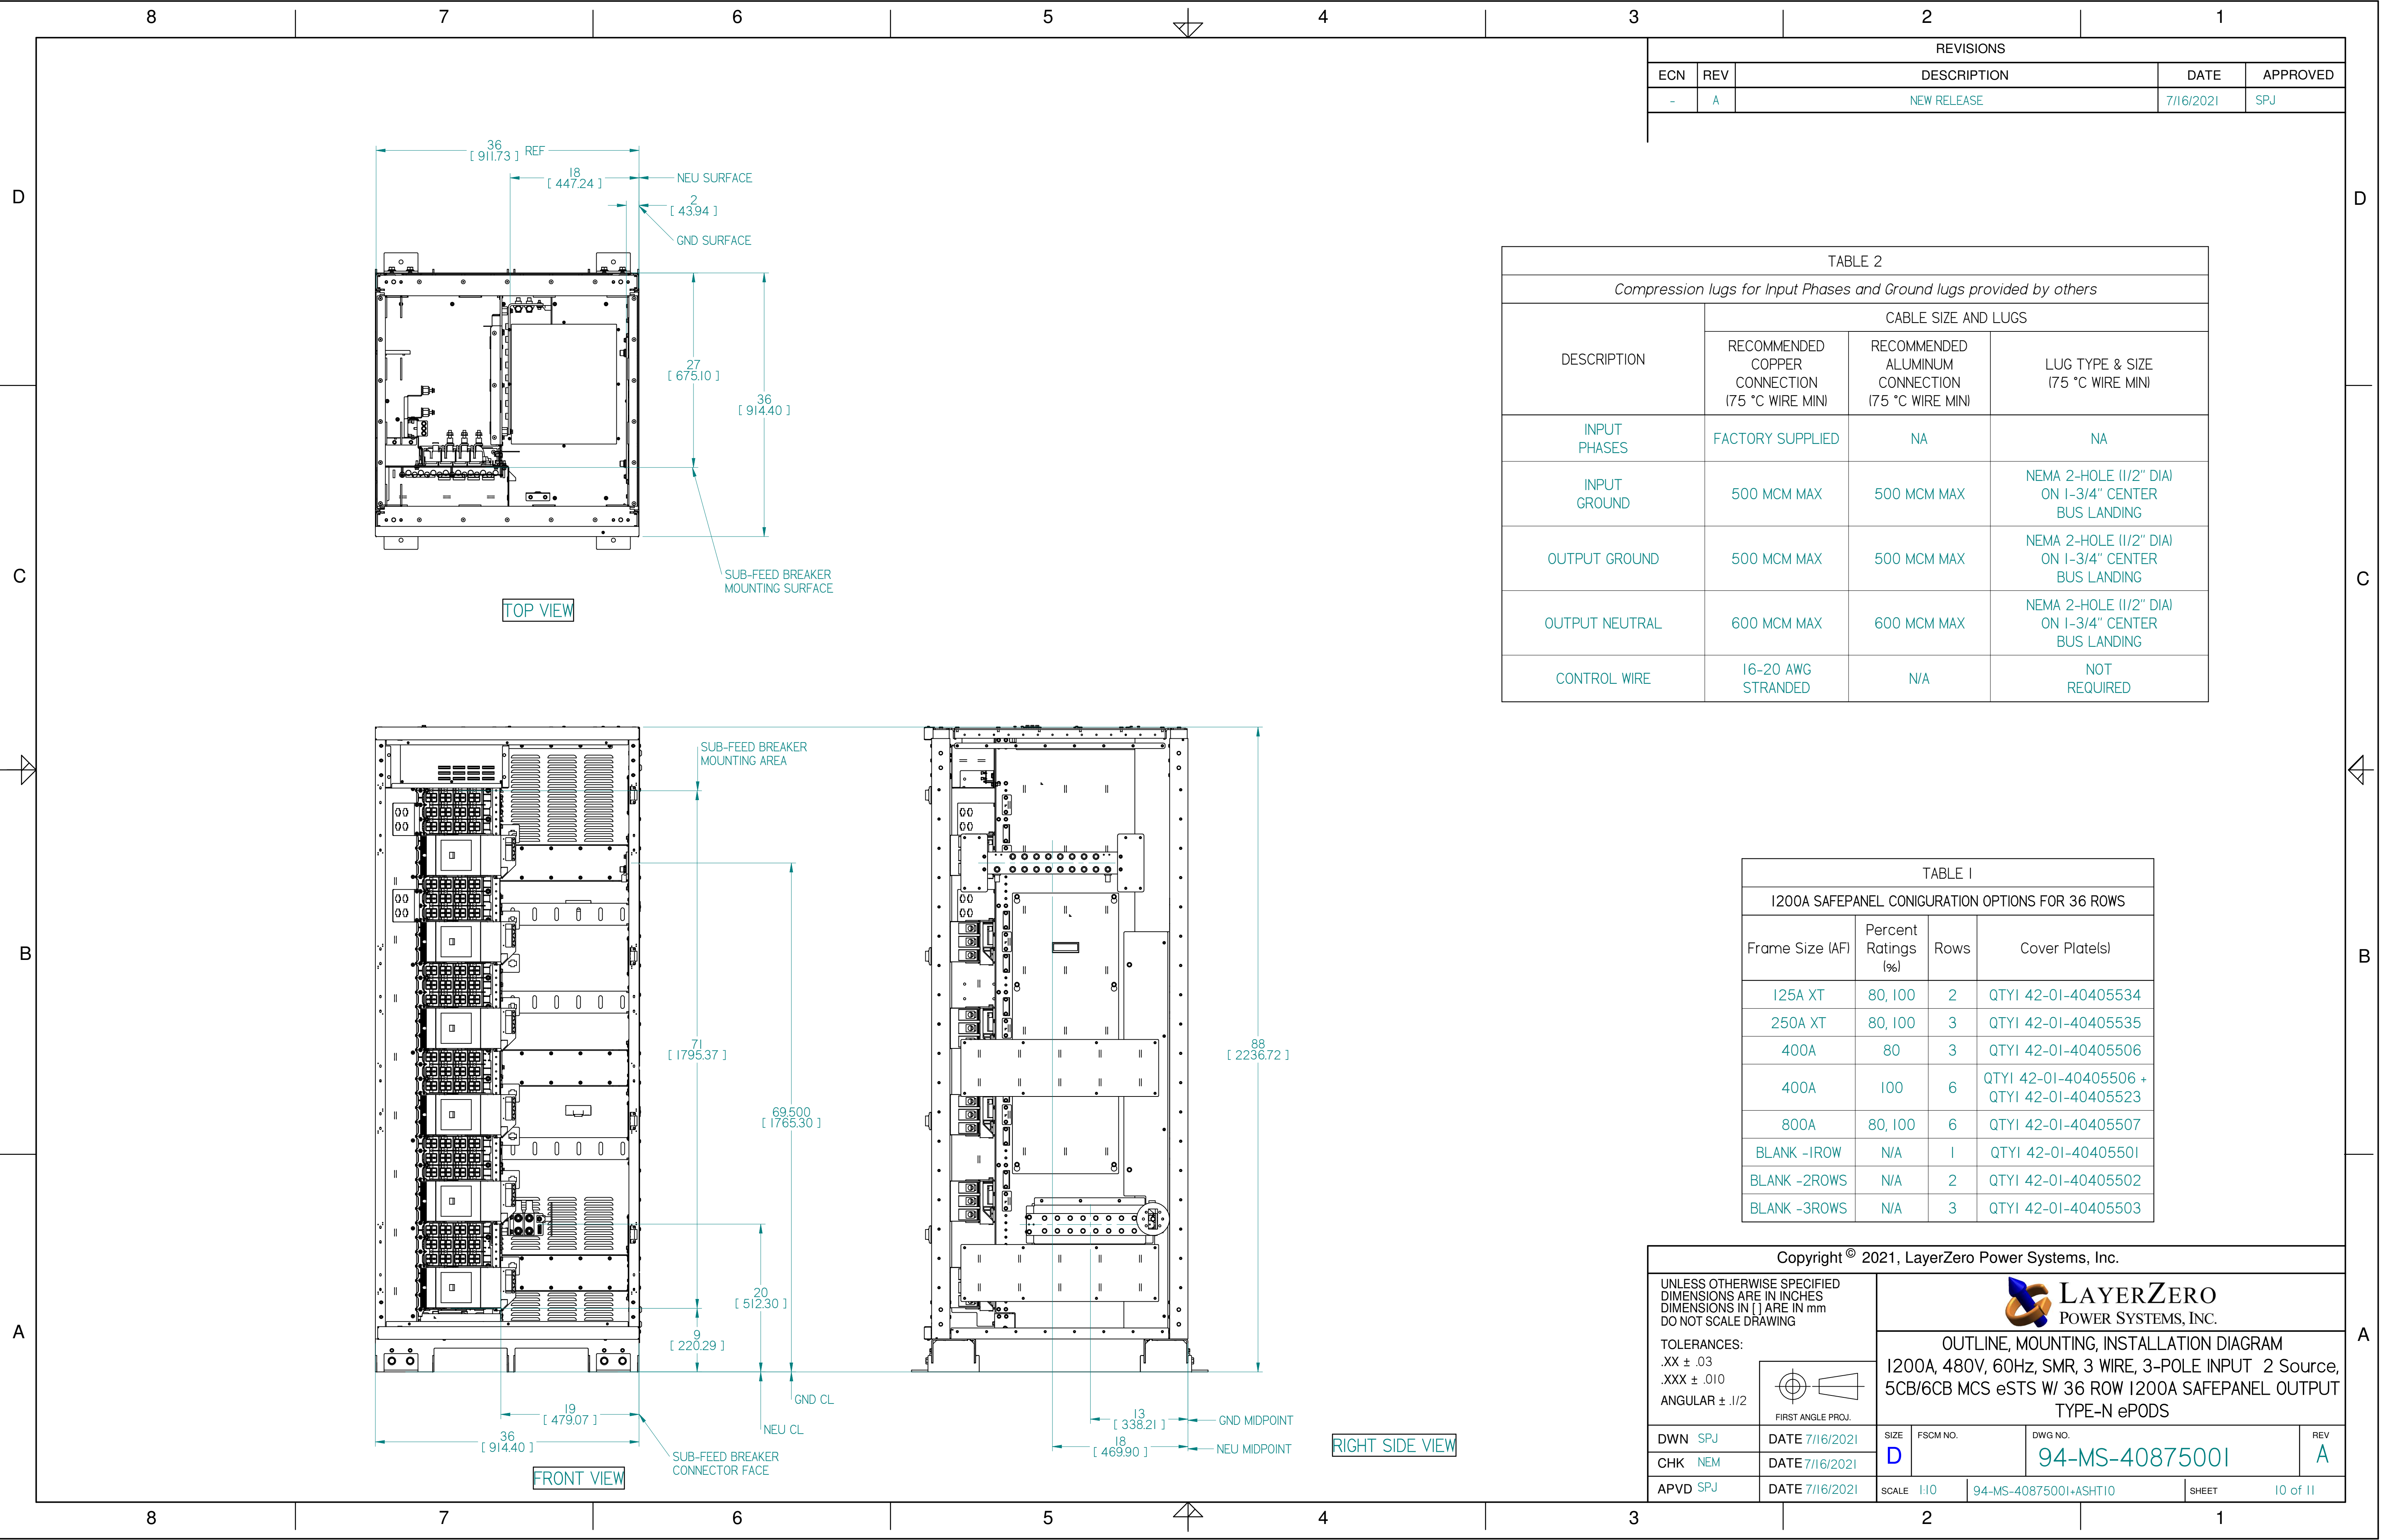 8 7 6 5 4 3 2 1
REVISIONS
ECN REV DESCRIPTION DATE APPROVED
- A NEW RELEASE 7/16/2021 SPJ
D
D
36
[ 911.73 ] REF
18
[ 447.24 ]
NEU SURFACE
2
[ 43.94 ]
GND SURFACE
27
[ 675.10 ]
36
[ 914.40 ]
SUB-FEED BREAKER
MOUNTING SURFACE
TOP VIEW
TABLE 2
Compression lugs for Input Phases and Ground lugs provided by others
DESCRIPTION
CABLE SIZE AND LUGS
RECOMMENDED
COPPER
CONNECTION
(75 °C WIRE MIN)
RECOMMENDED
ALUMINUM
CONNECTION
(75 °C WIRE MIN)
LUG TYPE & SIZE
(75 °C WIRE MIN)
INPUT
PHASES
FACTORY SUPPLIED
NA
NA
INPUT
GROUND
500 MCM MAX
500 MCM MAX
NEMA 2-HOLE (1/2" DIA)
ON 1-3/4" CENTER
BUS LANDING
OUTPUT GROUND
500 MCM MAX
500 MCM MAX
NEMA 2-HOLE (1/2" DIA)
ON 1-3/4" CENTER
BUS LANDING
OUTPUT NEUTRAL
600 MCM MAX
600 MCM MAX
NEMA 2-HOLE (1/2" DIA)
ON 1-3/4" CENTER
BUS LANDING
CONTROL WIRE
16-20 AWG
STRANDED
N/A
NOT
REQUIRED
C
C
SUB-FEED BREAKER
MOUNTING AREA
71
[ 1795.37 ]
69.500
[ 1765.30 ]
20
[ 512.30 ]
9
[ 220.29 ]
GND CL
NEU CL
19
[ 479.07 ]
36
[ 914.40 ]
SUB-FEED BREAKER
CONNECTOR FACE
FRONT VIEW
88
[ 2236.72 ]
13
[ 338.21 ]
GND MIDPOINT
18
[ 469.90 ]
NEU MIDPOINT
RIGHT SIDE VIEW
B
B
TABLE 1
1200A SAFEPANEL CONIGURATION OPTIONS FOR 36 ROWS
Frame Size (AF)
Percent
Ratings
(%)
Rows
Cover Plate(s)
125A XT 80, 100 2 QTY1 42-01-40405534
250A XT 80, 100 3 QTY1 42-01-40405535
400A 80 3 QTY1 42-01-40405506
400A 100 6 QTY1 42-01-40405506 +
QTY1 42-01-40405523
800A 80, 100 6 QTY1 42-01-40405507
BLANK -1ROW N/A 1 QTY1 42-01-40405501
BLANK -2ROWS N/A 2 QTY1 42-01-40405502
BLANK -3ROWS N/A 3 QTY1 42-01-40405503
A
A
Copyright © 2021, LayerZero Power Systems, Inc.
UNLESS OTHERWISE SPECIFIED
DIMENSIONS ARE IN INCHES
DIMENSIONS IN [ ] ARE IN mm
DO NOT SCALE DRAWING
TOLERANCES:
.XX ± .03
.XXX ± .010
ANGULAR ± .1/2
FIRST ANGLE PROJ.
LAYERZERO
POWER SYSTEMS, INC.
OUTLINE, MOUNTING, INSTALLATION DIAGRAM
1200A, 480V, 60Hz, SMR, 3 WIRE, 3-POLE INPUT 2 Source,
5CB/6CB MCS eSTS W/ 36 ROW 1200A SAFEPANEL OUTPUT
TYPE-N ePODS
DWN SPJ DATE 7/16/2021
CHK NEM DATE 7/16/2021
APVD SPJ DATE 7/16/2021
SIZE D
FSCM NO.
DWG NO. 94-MS-40875001
REV A
SCALE 1:10
94-MS-40875001+ASHT10
SHEET 10 of 11
8 7 6 5 4 3 2 1